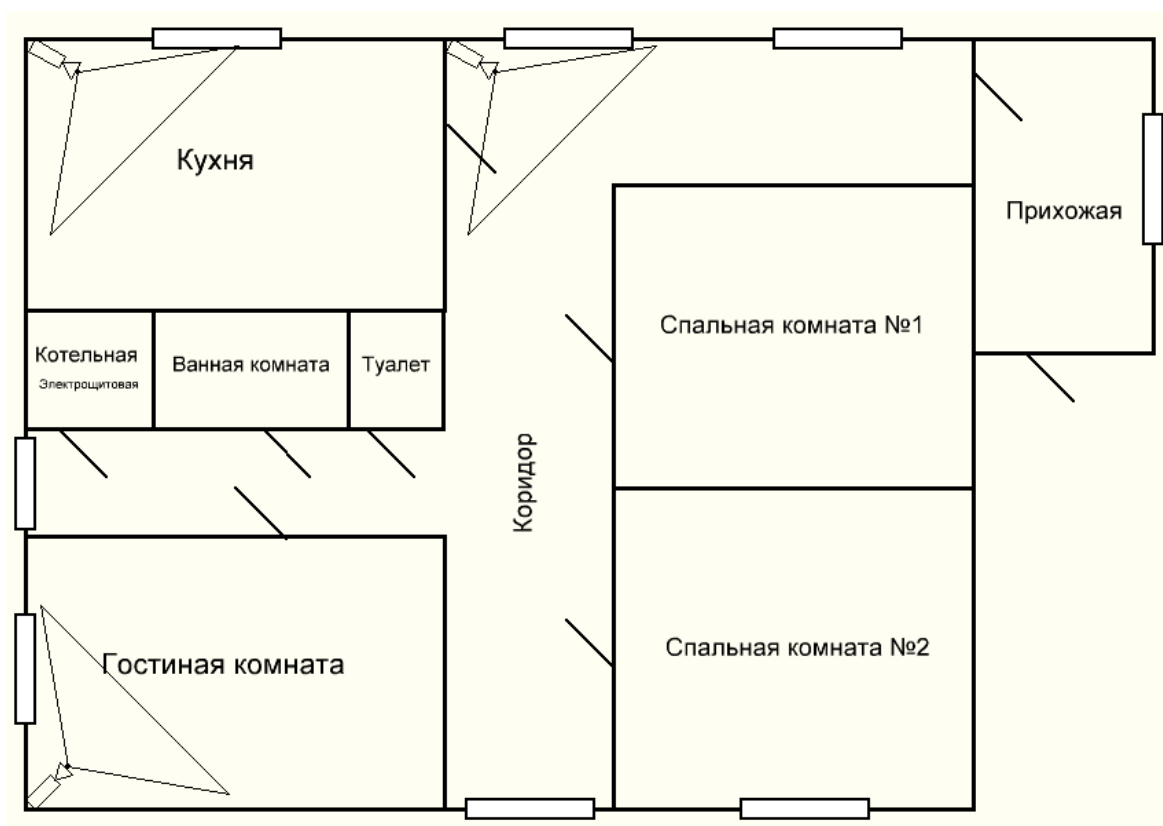 Кухня
Прихожая
Спальная комната №1
Котельная
Электрощитовая
Ванная комната
Туалет
Коридор
Спальная комната №2
Гостиная комната